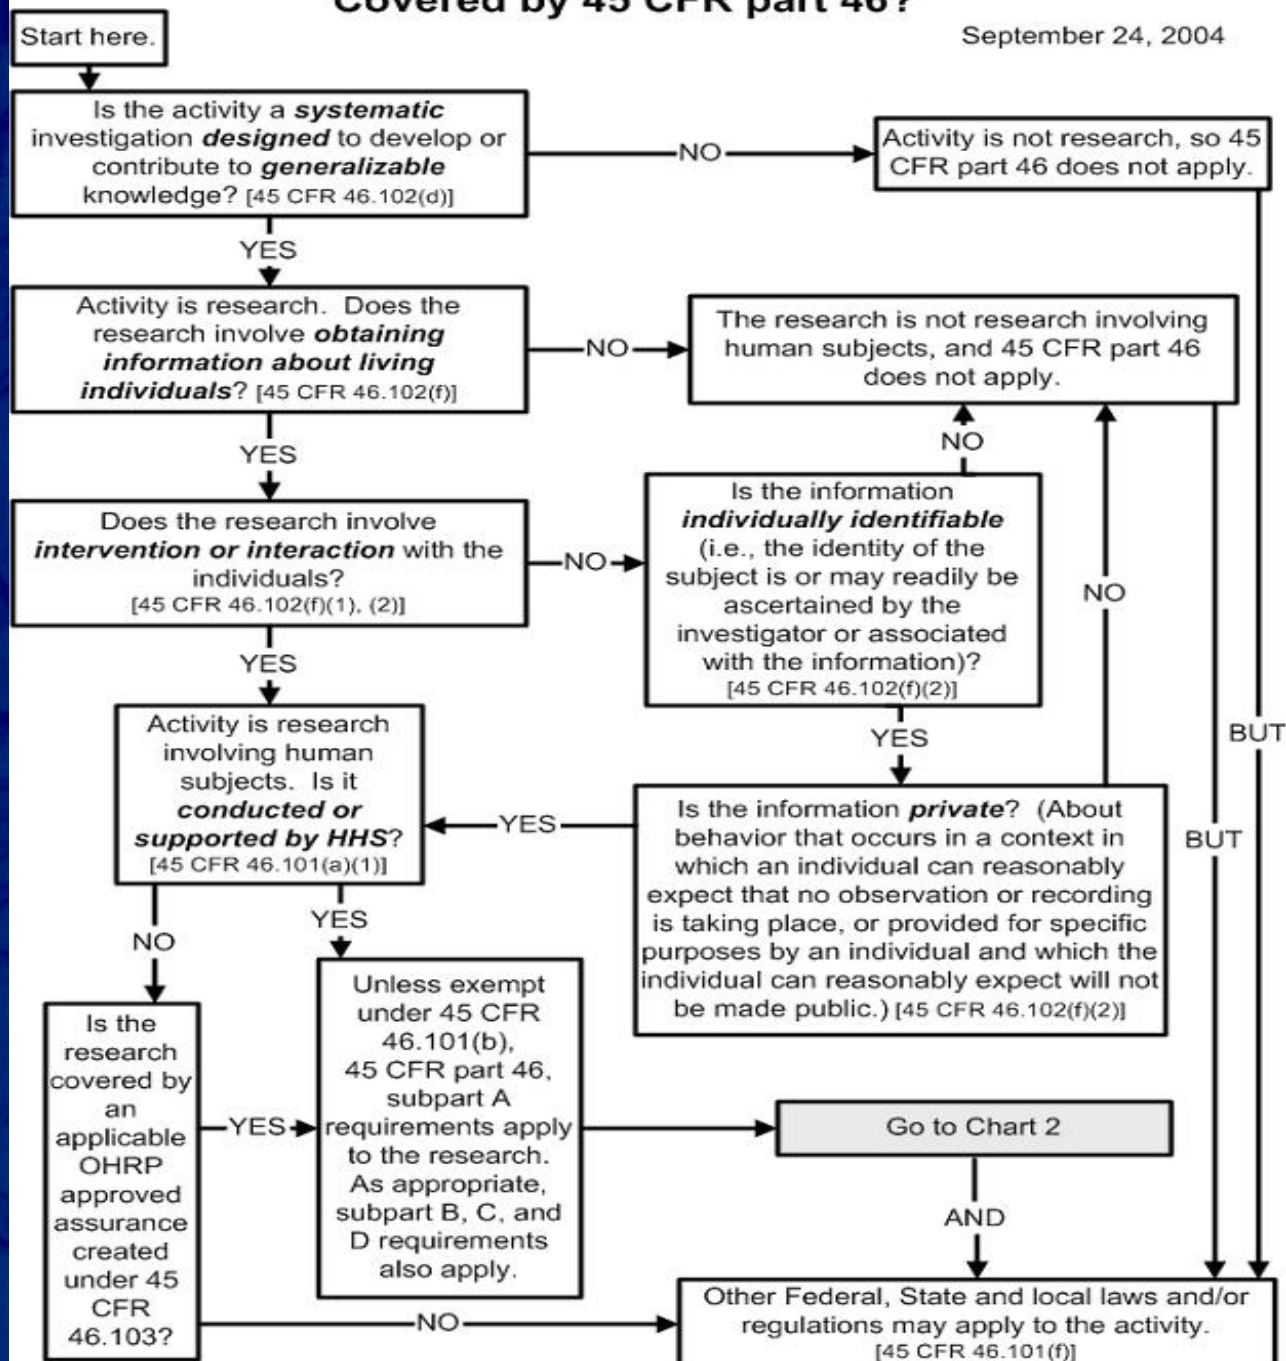 Covered by 45 CFR part 46?
Start here.
September 24, 2004
Is the activity a systematic
investigation designed to develop or
contribute to generalizable
knowledge? [45 CFR 46.102(d)]
NO
Activity is not research, so 45
CFR part 46 does not apply.
YES
Activity is research. Does the
research involve obtaining
information about living
individuals? [45 CFR 46.102(f)]
NO
The research is not research involving
human subjects, and 45 CFR part 46
does not apply.
YES
NO
Does the research involve
intervention or interaction with the
individuals?
[45 CFR 46.102(f)(1), (2)]
NO
Is the information
individually identifiable
(i.e., the identity of the
subject is or may readily be
ascertained by the
investigator or associated
with the information)?
[45 CFR 46.102(f)(2)]
NO
YES
YES
BUT
Activity is research
involving human
subjects. Is it
conducted or
supported by HHS?
[45 CFR 46.101(a)(1)]
YES
Is the information private? (About
behavior that occurs in a context in
which an individual can reasonably
expect that no observation or recording
is taking place, or provided for specific
purposes by an individual and which the
individual can reasonably expect will not
be made public.) [45 CFR 46.102(f)(2)]
BUT
NO
YES
Is the
research
covered by
an
applicable
OHRP
approved
assurance
created
under 45
CFR
46.103?
YES
Unless exempt
under 45 CFR
46.101(b),
45 CFR part 46,
subpart A
requirements apply
to the research.
As appropriate,
subpart B, C, and
D requirements
also apply.
Go to Chart 2
AND
NO
Other Federal, State and local laws and/or
regulations may apply to the activity.
[45 CFR 46.101(f)]